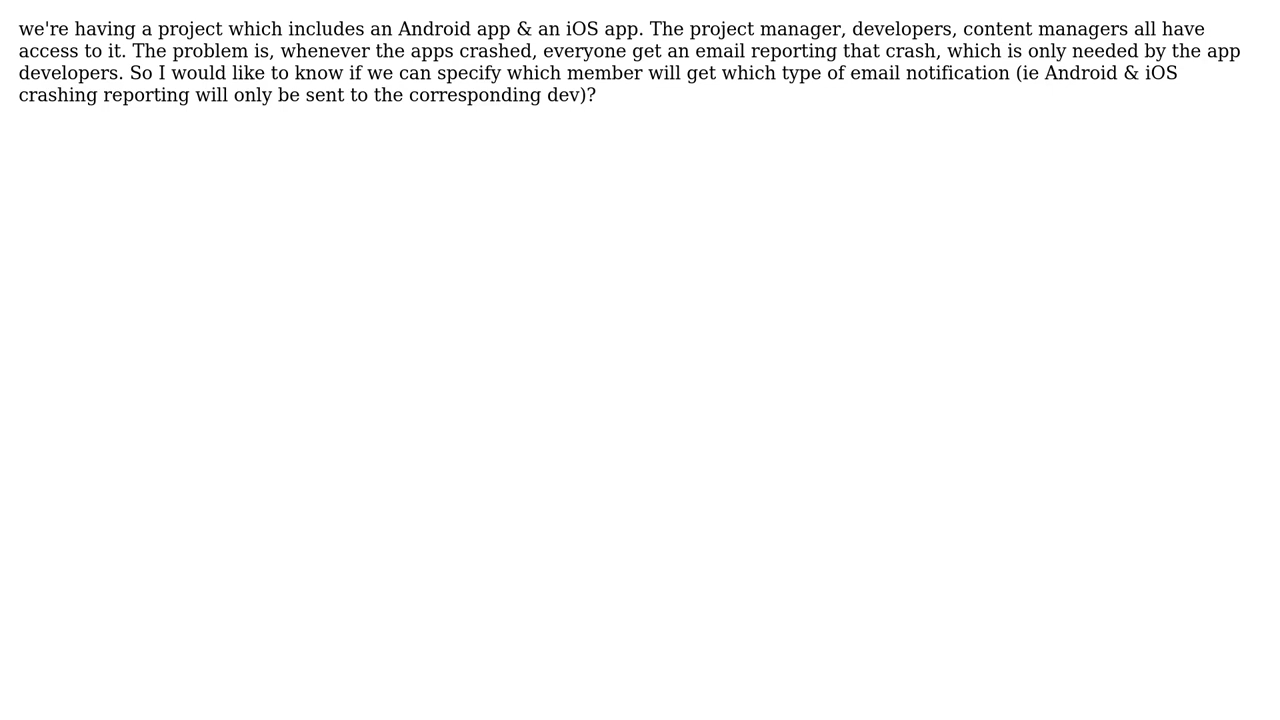 we're having a project which includes an Android app & an iOS app. The project manager, developers, content managers all have
access to it. The problem is, whenever the apps crashed, everyone get an email reporting that crash, which is only needed by the app
developers. So I would like to know if we can specify which member will get which type of email notification (ie Android & iOS
crashing reporting will only be sent to the corresponding dev)?